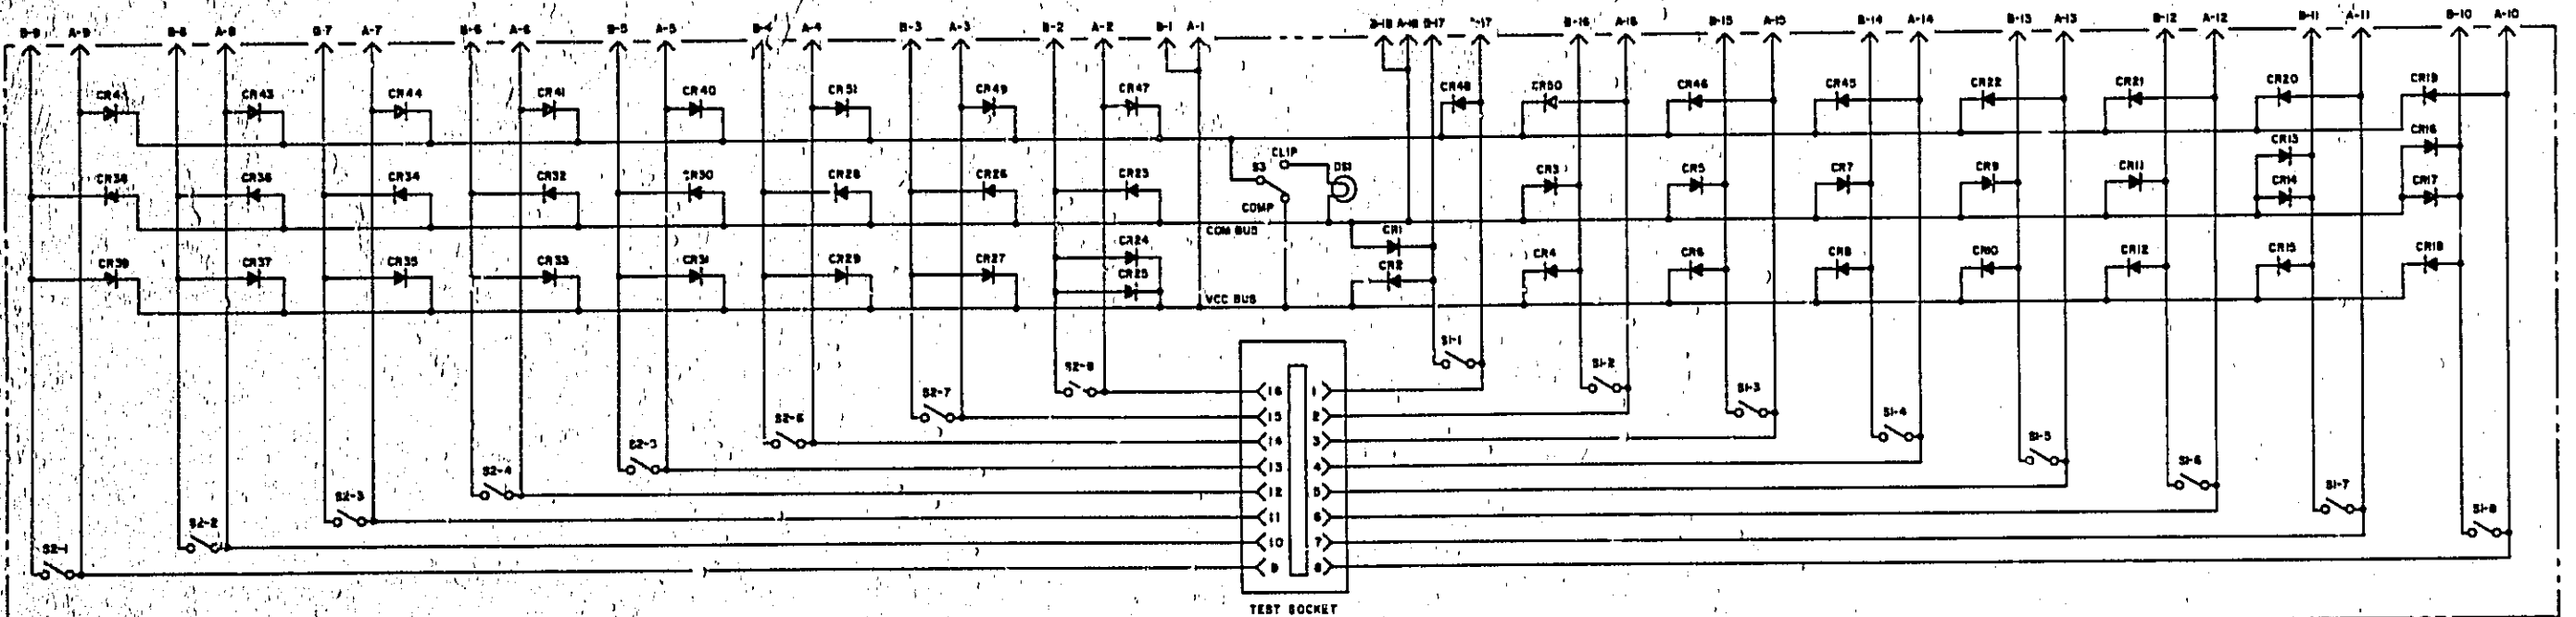 B-9 A-9 B-8 A-8 B-7 A-7 B-6 A-6 B-5 A-5 B-4 A-4 B-3 A-3 B-2 A-2 B-1 A-1 B-18 A-18 B-17 A-17 B-16 A-16 B-15 A-15 B-14 A-14 B-13 A-13 B-12 A-12 B-11 A-11 B-10 A-10
CR43 CR44 CR41 CR40 CR51 CR49 CR47 CR48 CR50 CR46 CR45 CR22 CR21 CR20 CR19
CR13 CR16
CLIP
S3 DS1
CR38 CR36 CR34 CR32 CR30 CR28 CR26 CR23 CR3 CR5 CR7 CR9 CR11 CR14 CR17
COMP
COM BUS
CR1
CR24
CR39 CR37 CR35 CR33 CR31 CR29 CR27 CR25 CR2 CR4 CR6 CR8 CR10 CR12 CR15 CR18
VCC BUS
S1-1
S2-8 S1-2
16 1
S2-7 S1-3
15 2
S2-6 S1-4
14 3
S2-5 S1-5
13 4
S2-4 S1-6
12 5
S2-3 S1-7
11 6
S2-2 S1-8
10 7
S2-1
9 8
TEST SOCKET